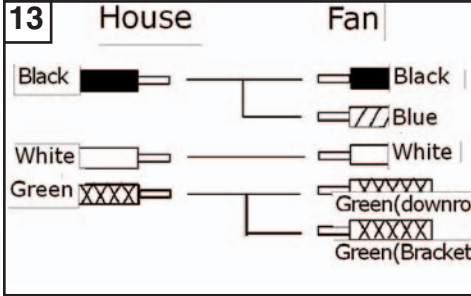 13
House Fan
Black Black
Blue
White White
Green Green(downro
Green(Bracket